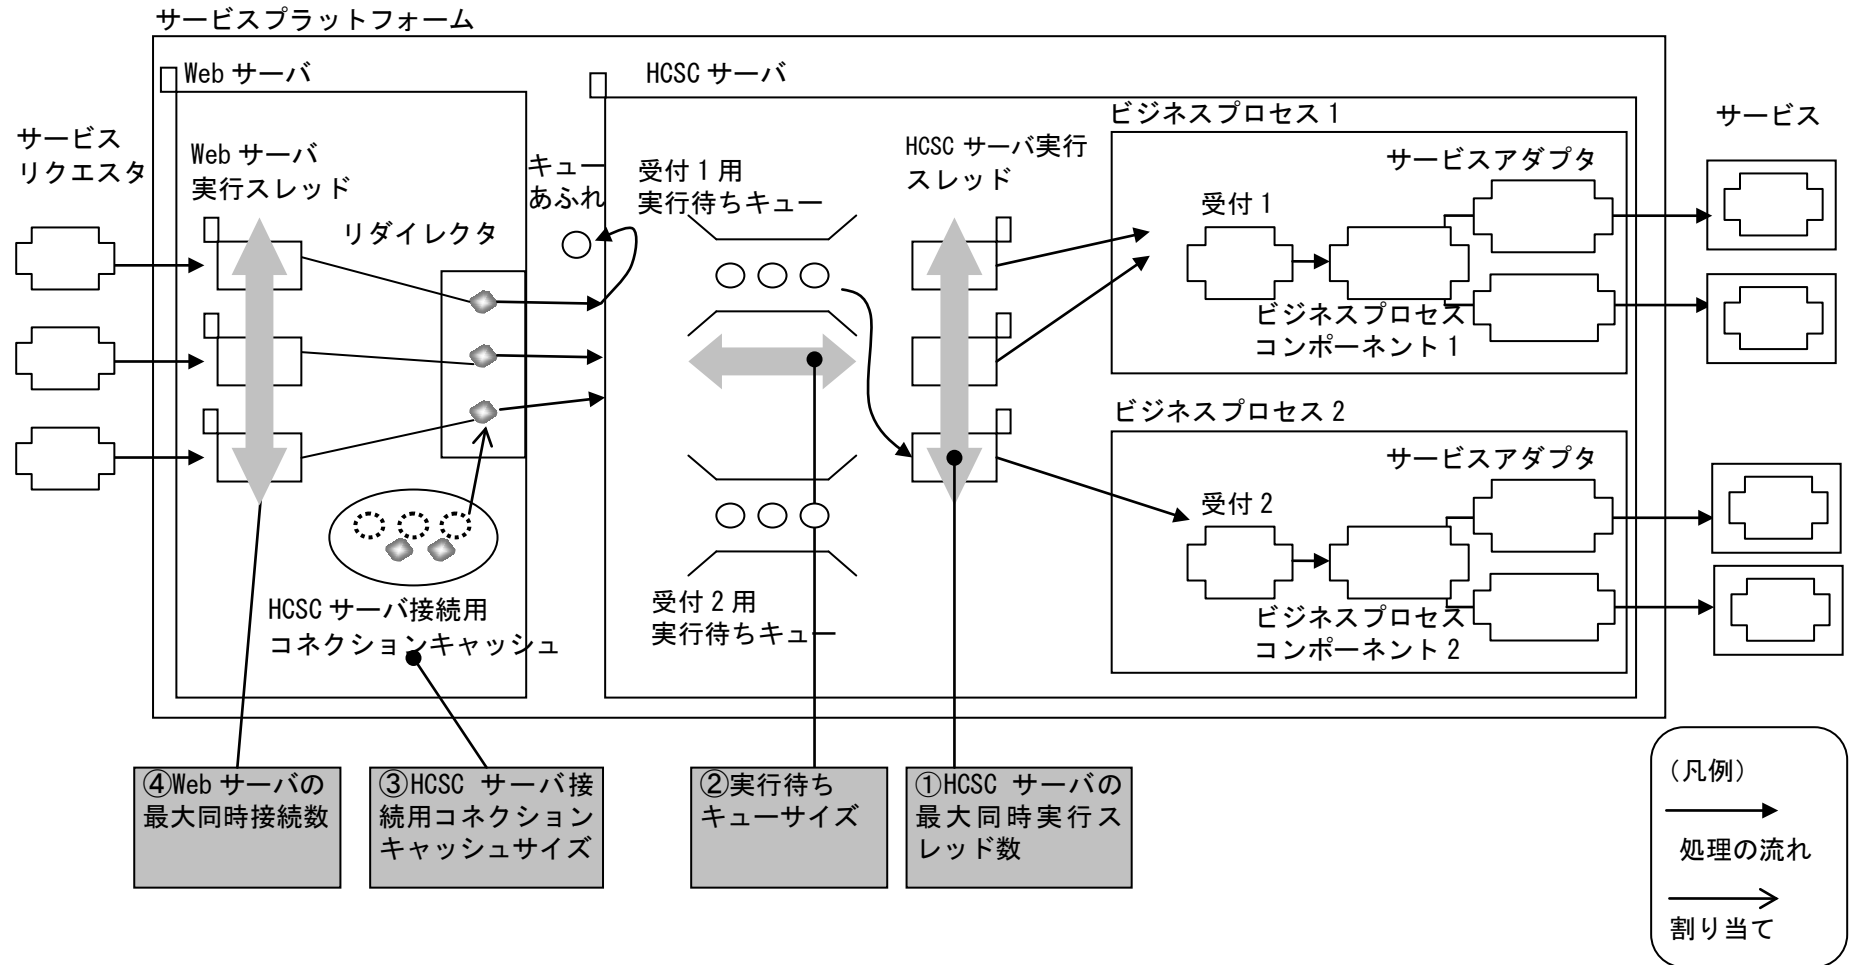 サービスプラットフォーム
Web サーバ
HCSC サーバ
サービス
リクエスタ
Web サーバ
実行スレッド
リダイレクタ
キュー
あふれ
受付 1 用
実行待ちキュー
HCSC サーバ実行
スレッド
ビジネスプロセス 1
サービスアダプタ
受付 1
ビジネスプロセス
コンポーネント 1
サービス
ビジネスプロセス 2
サービスアダプタ
受付 2
ビジネスプロセス
コンポーネント 2
HCSC サーバ接続用
コネクションキャッシュ
受付 2 用
実行待ちキュー
④Web サーバの
最大同時接続数
③HCSC サーバ接
続用コネクション
キャッシュサイズ
②実行待ち
キューサイズ
①HCSC サーバの
最大同時実行ス
レッド数
（凡例）
処理の流れ
割り当て